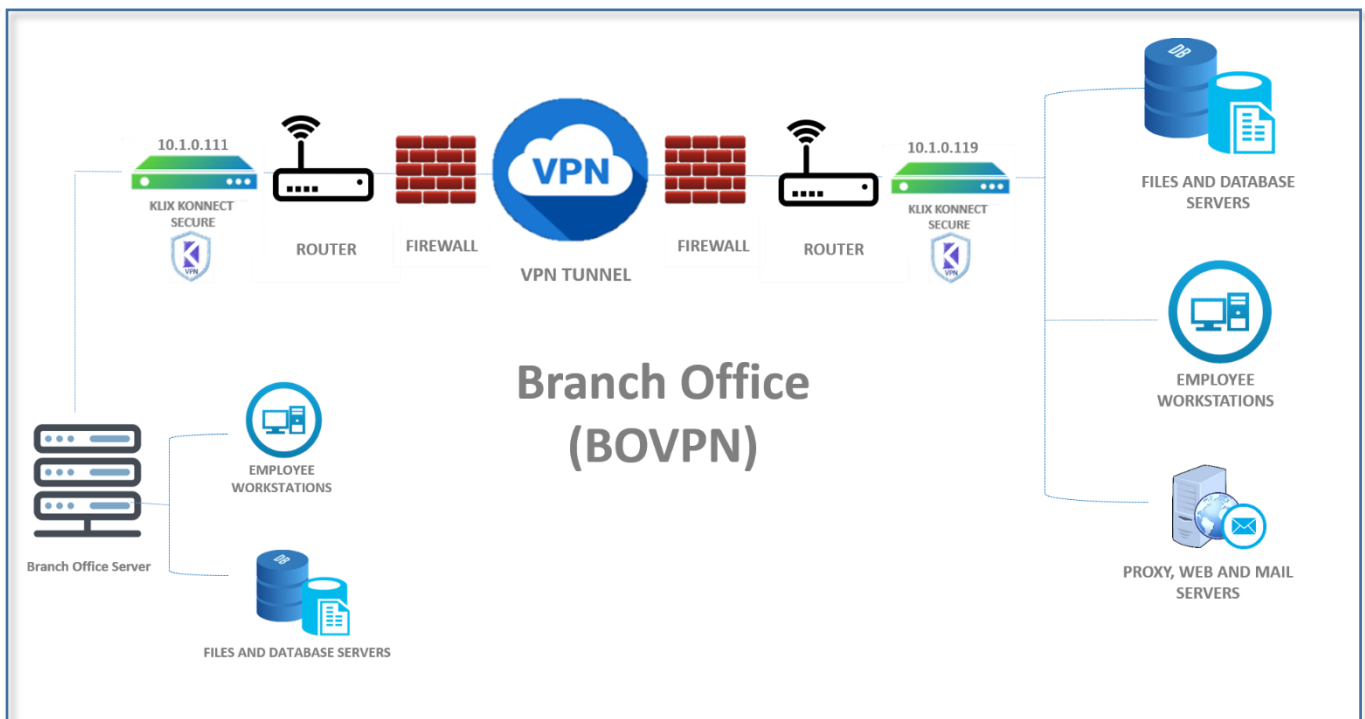 DB
10.1.0.111
10.1.0.119
VPN
FILES AND DATABASE
SERVERS
KLIX KONNECT
SECURE
VPN
ROUTER
FIREWALL
VPN TUNNEL
FIREWALL
ROUTER
KLIX KONNECT
SECURE
VPN
Branch Office
(BOVPN)
EMPLOYEE
WORKSTATIONS
EMPLOYEE
WORKSTATIONS
Branch Office Server
DB
FILES AND DATABASE SERVERS
PROXY, WEB AND MAIL
SERVERS